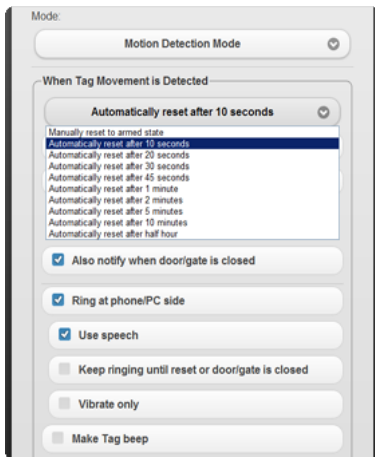 Mode:
Motion Detection Mode
When Tag Movement is Detected
Automatically reset after 10 seconds
Manually reset to armed state
Automatically reset after 10 seconds
Automatically reset after 20 seconds
Automatically reset after 30 seconds
Automatically reset after 45 seconds
Automatically reset after 1 minute
Automatically reset after 2 minutes
Automatically reset after 5 minutes
Automatically reset after 10 minutes
Automatically reset after half hour
Also notify when door/gate is closed
Ring at phone/PC side
Use speech
Keep ringing until reset or door/gate is closed
Vibrate only
Make Tag beep